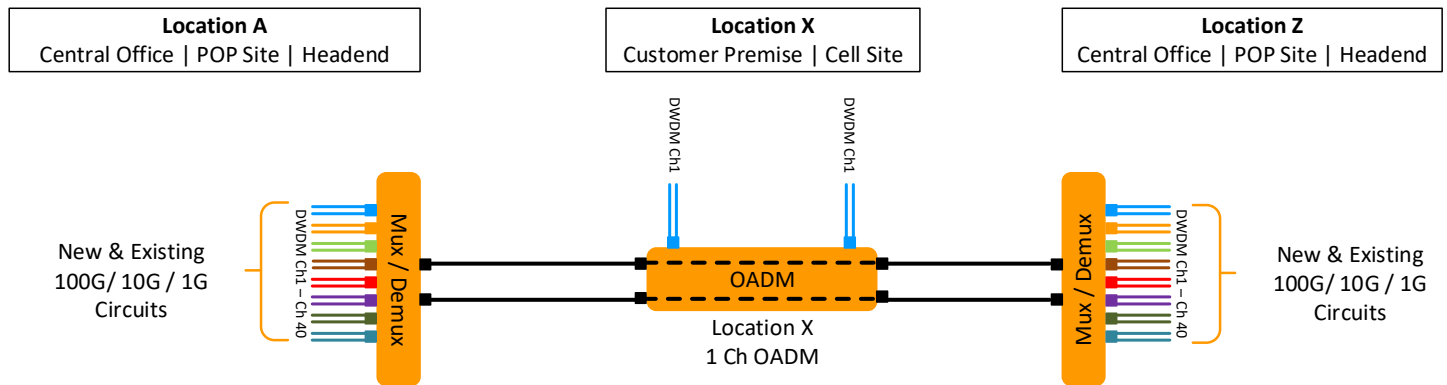 Location A
Central Office | POP Site | Headend
Location X
Customer Premise | Cell Site
Location Z
Central Office | POP Site | Headend
DWDM Ch1
DWDM Ch1
New & Existing
100G/ 10G / 1G
Circuits
DWDM Ch1 – Ch 40
Mux / Demux
OADM
Location X
1 Ch OADM
Mux / Demux
DWDM Ch1 – Ch 40
New & Existing
100G/ 10G / 1G
Circuits